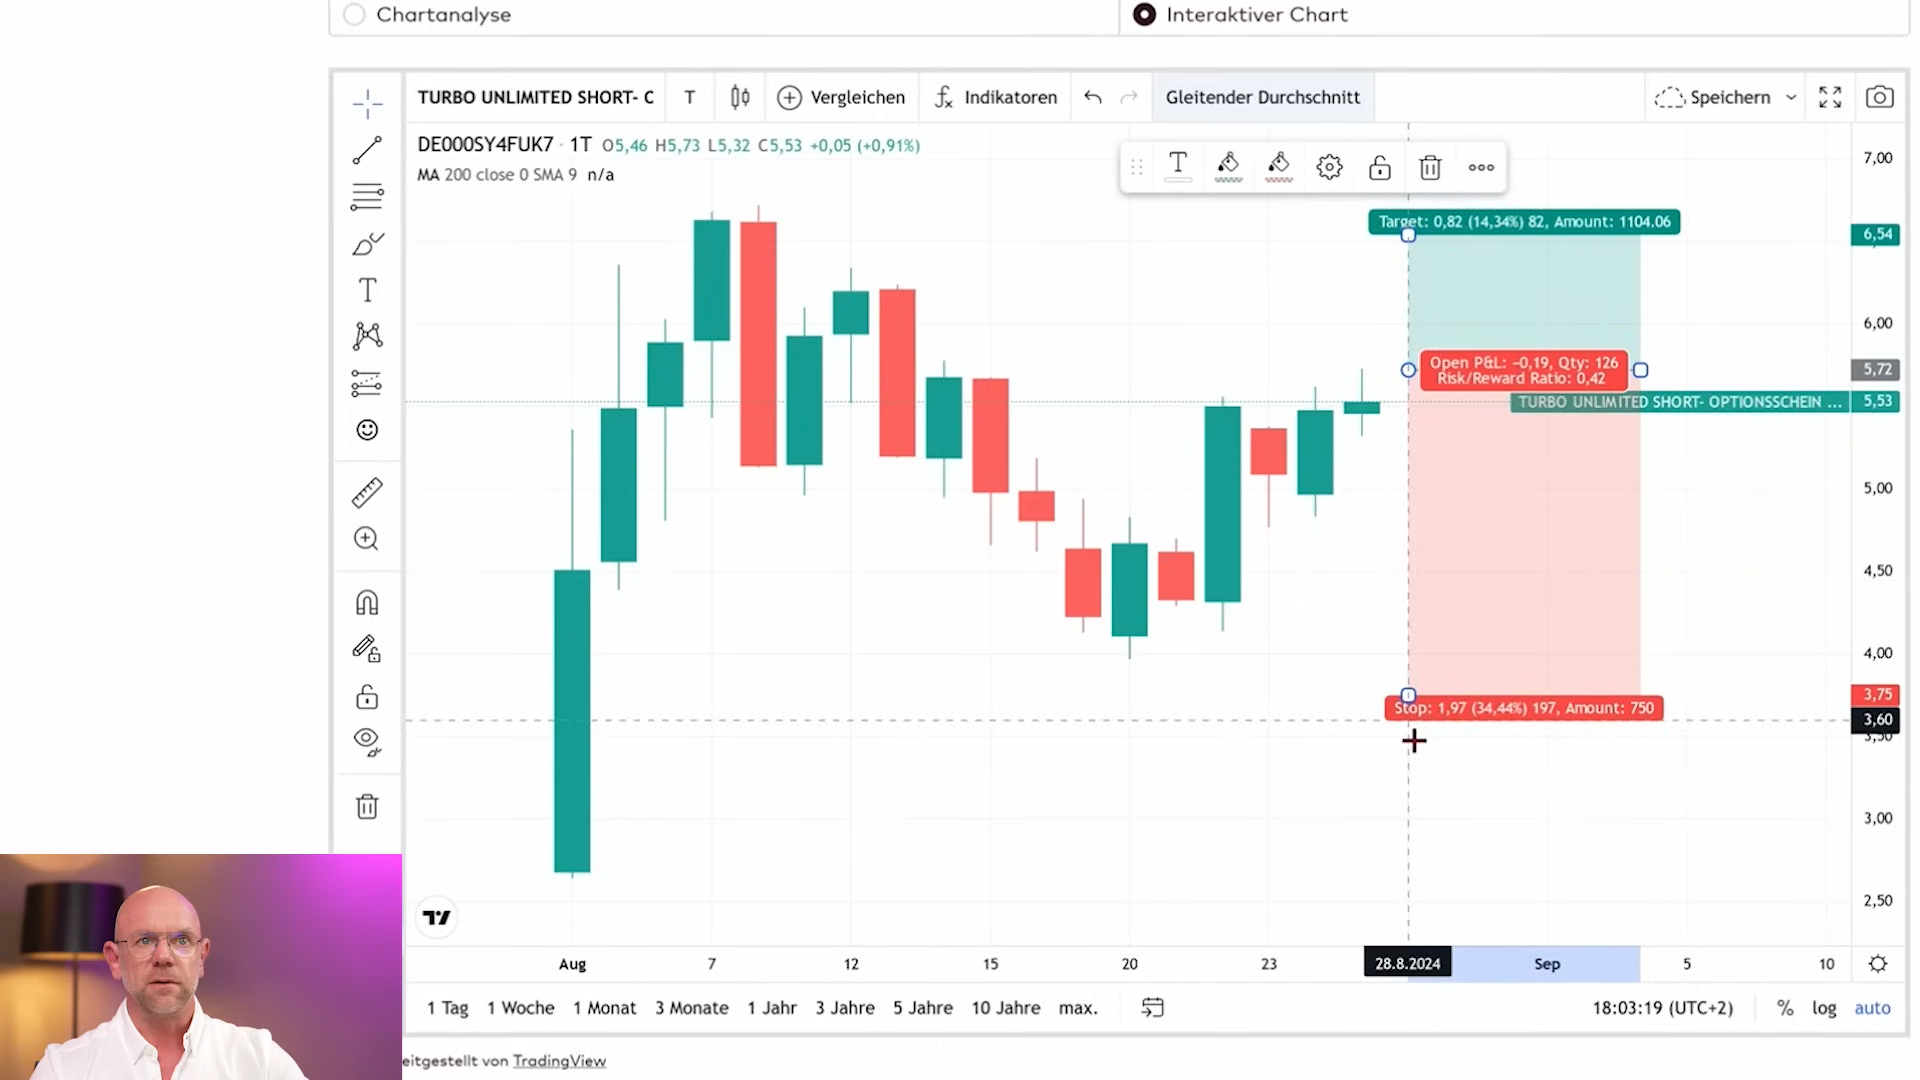 Chartanalyse
Interaktiver Chart
TURBO UNLIMITED SHORT- C
T
Vergleichen
Indikatoren
Gleitender Durchschnitt
Speichern
DE000SY4FUK7 · 1T O5,46 H5,73 L5,32 C5,53 +0,05 (+0,91%)
MA 200 close 0 SMA 9 n/a
7,00
Target: 0,82 (14,34%) 82, Amount: 1104.06
6,54
6,00
Open P&L: −0,19, Qty: 126
Risk/Reward Ratio: 0,42
5,72
TURBO UNLIMITED SHORT- OPTIONSSCHEIN ...
5,53
5,00
4,50
4,00
3,75
Stop: 1,97 (34,44%) 197, Amount: 750
3,60
3,50
3,00
2,50
Aug 7 12 15 20 23 28.8.2024 Sep 5 10
1 Tag 1 Woche 1 Monat 3 Monate 1 Jahr 3 Jahre 5 Jahre 10 Jahre max.
18:03:19 (UTC+2) % log auto
eitgestellt von TradingView